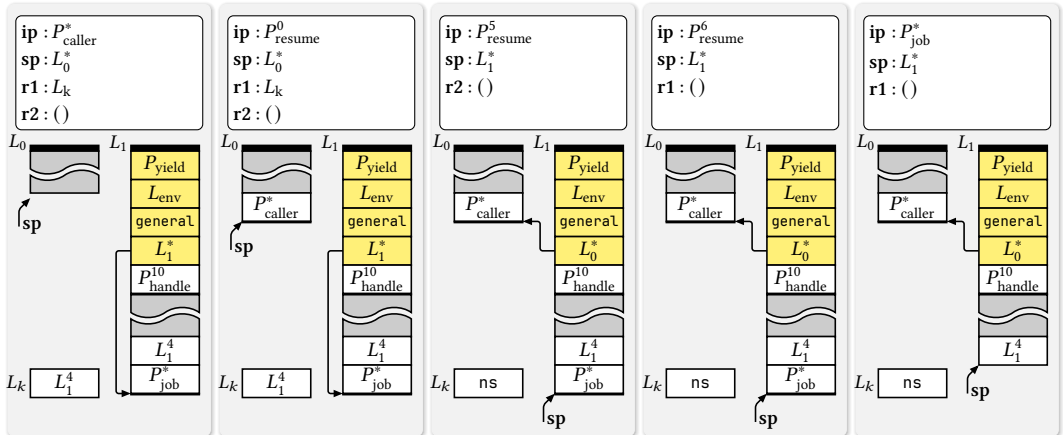 ip : P*caller
sp : L*0
r1 : Lk
r2 : ()
L0
L1
Pyield
Lenv
general
L*1
P10handle
L41
P*job
sp
Lk
L41
ip : P0resume
sp : L*0
r1 : Lk
r2 : ()
L0
L1
P*caller
sp
Pyield
Lenv
general
L*1
P10handle
L41
P*job
Lk
L41
ip : P5resume
sp : L*1
r2 : ()
L0
L1
P*caller
Pyield
Lenv
general
L*0
P10handle
L41
P*job
Lk
ns
sp
ip : P6resume
sp : L*1
r1 : ()
L0
L1
P*caller
Pyield
Lenv
general
L*0
P10handle
L41
P*job
Lk
ns
sp
ip : P*job
sp : L*1
r1 : ()
L0
L1
P*caller
Pyield
Lenv
general
L*0
P10handle
L41
Lk
ns
sp